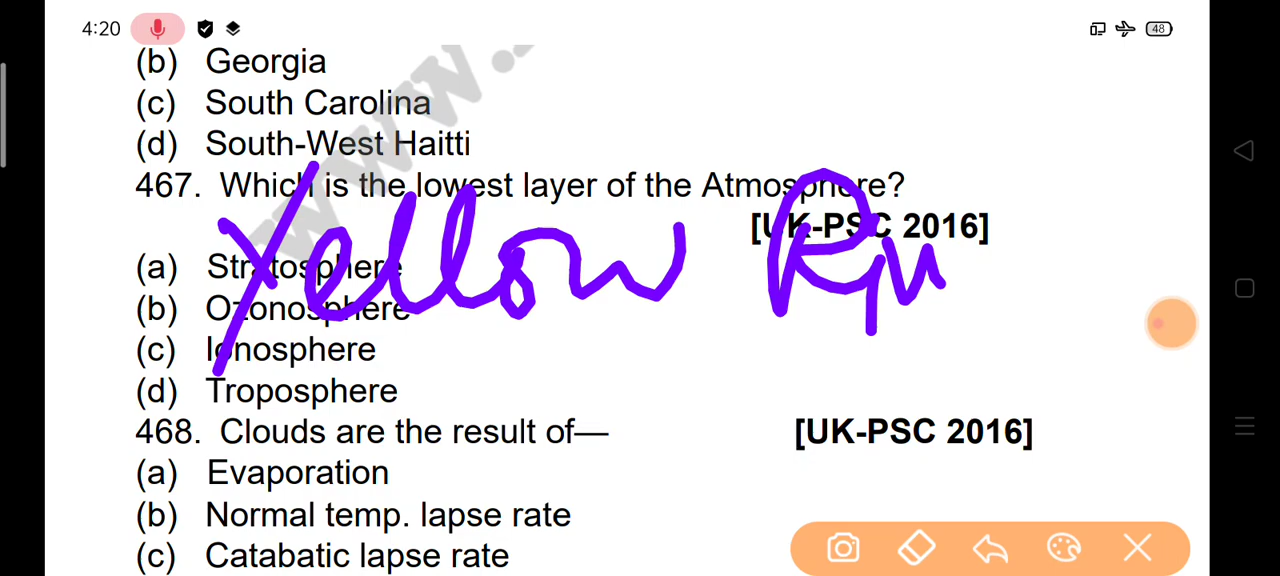 4:20
48
(b) Georgia
(c) South Carolina
(d) South-West Haitti
www.
467. Which is the lowest layer of the Atmosphere?
[UK-PSC 2016]
Yellow
(a) Stratosphere
(b) Ozonosphere
(c) Ionosphere
(d) Troposphere
468. Clouds are the result of— [UK-PSC 2016]
(a) Evaporation
(b) Normal temp. lapse rate
(c) Catabatic lapse rate